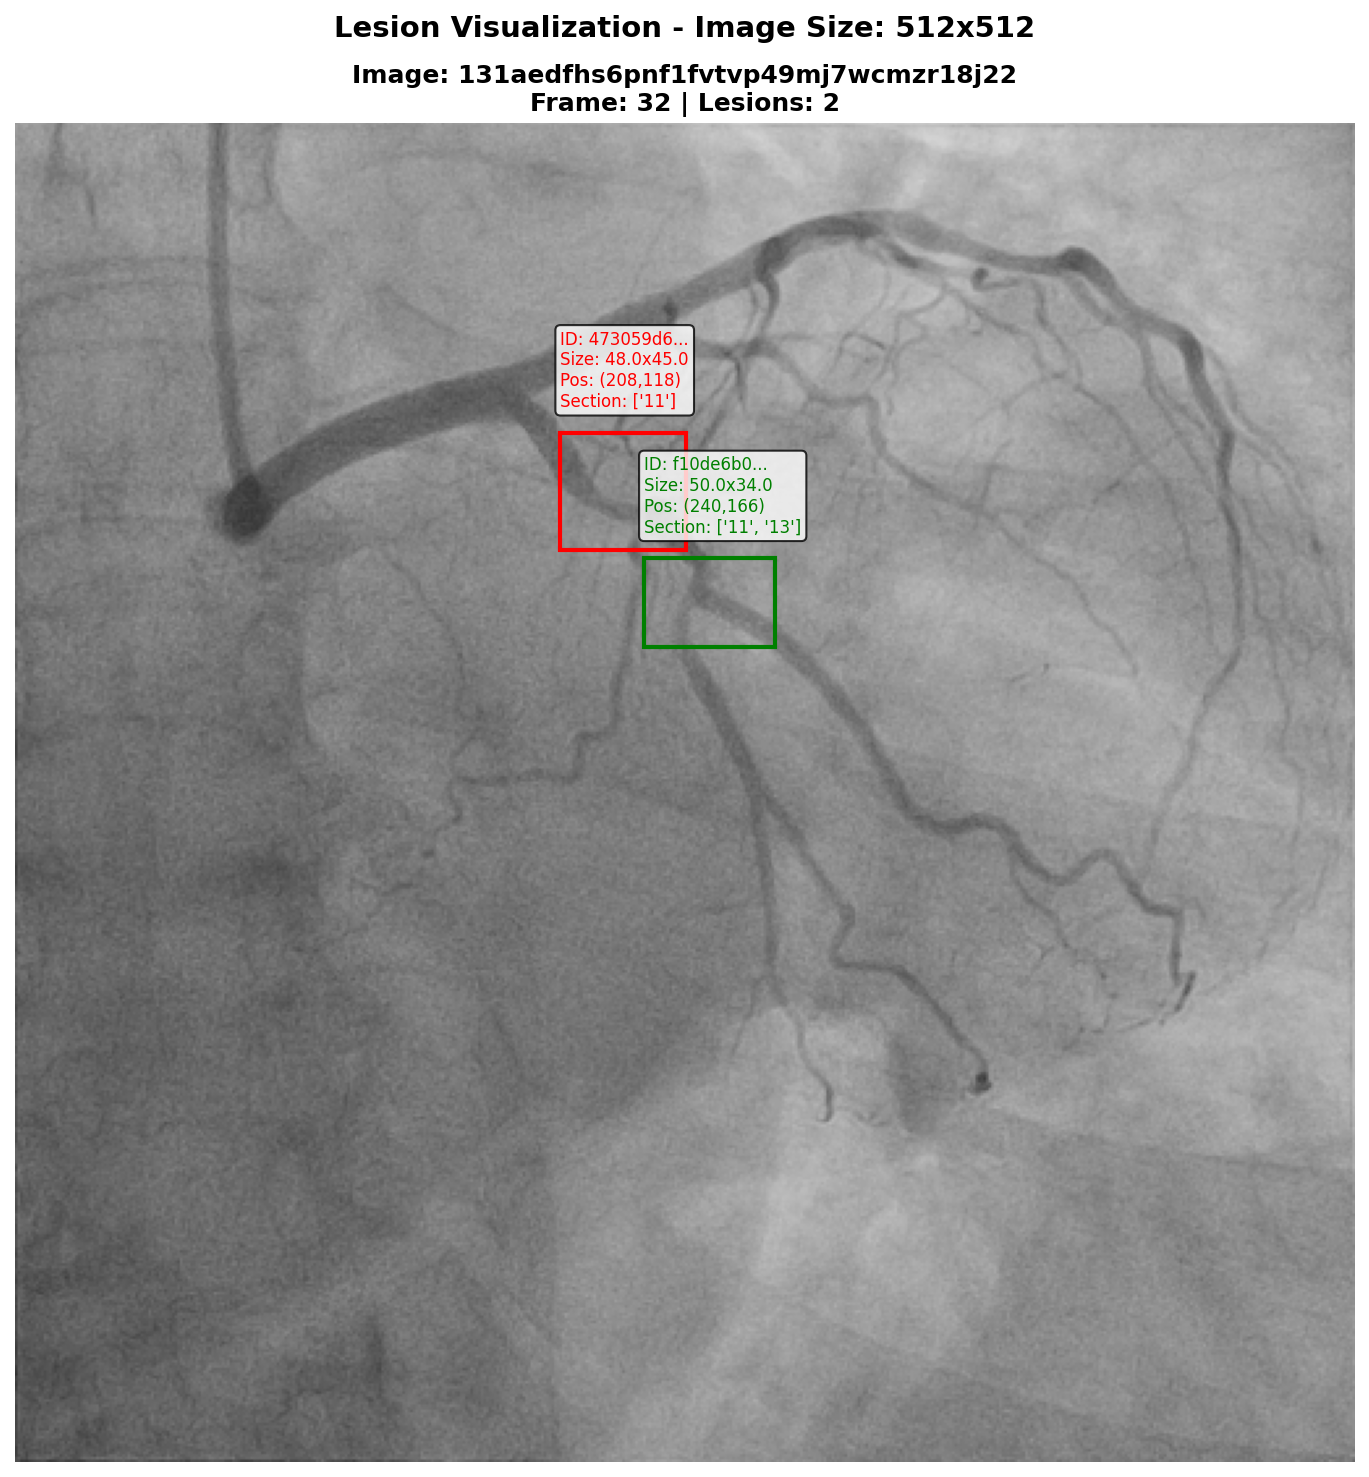 Lesion Visualization - Image Size: 512x512
Image: 131aedfhs6pnf1fvtvp49mj7wcmzr18j22
Frame: 32 | Lesions: 2
ID: 473059d6...
Size: 48.0x45.0
Pos: (208,118)
Section: ['11']
ID: f10de6b0...
Size: 50.0x34.0
Pos: (240,166)
Section: ['11', '13']